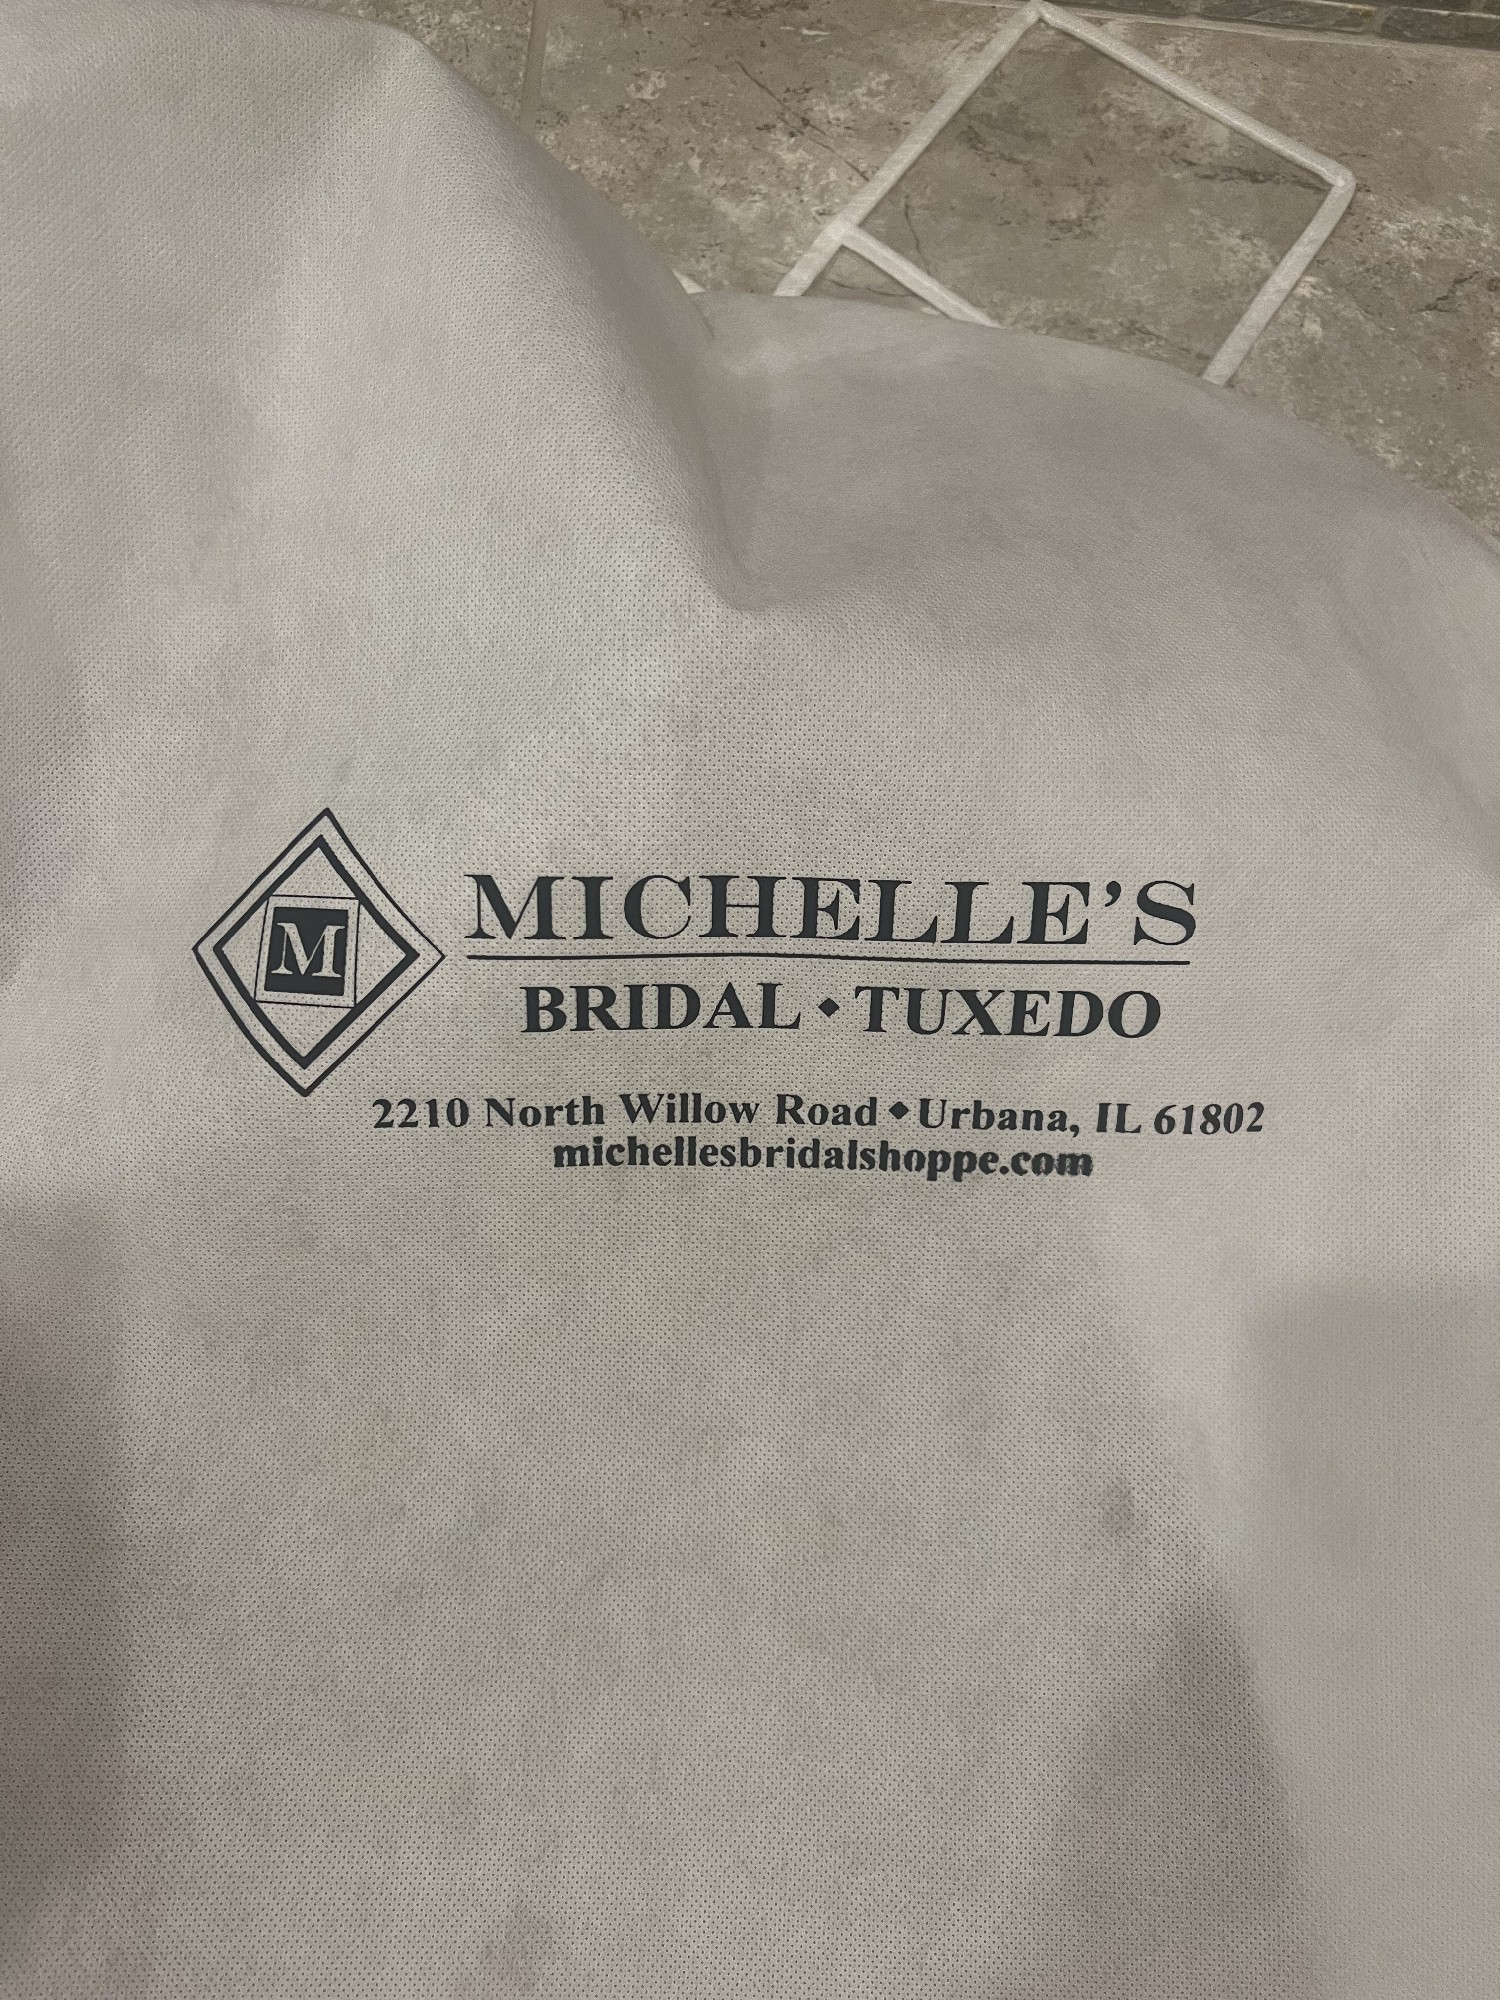 M
MICHELLE'S
BRIDAL ◆ TUXEDO
2210 North Willow Road ◆ Urbana, IL 61802
michellesbridalshoppe.com